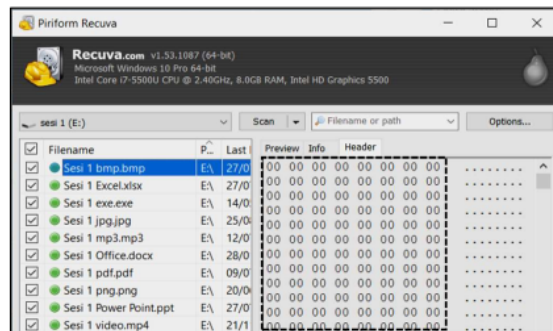 Piriform Recuva
Recuva.com v1.53.1087 (64-bit)
Microsoft Windows 10 Pro 64-bit
Intel Core i7-5500U CPU @ 2.40GHz, 8.0GB RAM, Intel HD Graphics 5500
sesi 1 (E:) Scan Filename or path Options...
Filename P... Last Preview Info Header
Sesi 1 bmp.bmp E:\ 27/0 00 00 00 00 00 00 00 00 ........
Sesi 1 Excel.xlsx E:\ 27/0 00 00 00 00 00 00 00 00 ........
Sesi 1 exe.exe E:\ 14/0 00 00 00 00 00 00 00 00 ........
Sesi 1 jpg.jpg E:\ 25/0 00 00 00 00 00 00 00 00 ........
Sesi 1 mp3.mp3 E:\ 12/0 00 00 00 00 00 00 00 00 ........
Sesi 1 Office.docx E:\ 28/0 00 00 00 00 00 00 00 00 ........
Sesi 1 pdf.pdf E:\ 09/0 00 00 00 00 00 00 00 00 ........
Sesi 1 png.png E:\ 20/0 00 00 00 00 00 00 00 00 ........
Sesi 1 Power Point.ppt E:\ 27/0 00 00 00 00 00 00 00 00 ........
Sesi 1 video.mp4 E:\ 21/1 00 00 00 00 00 00 00 00 ........